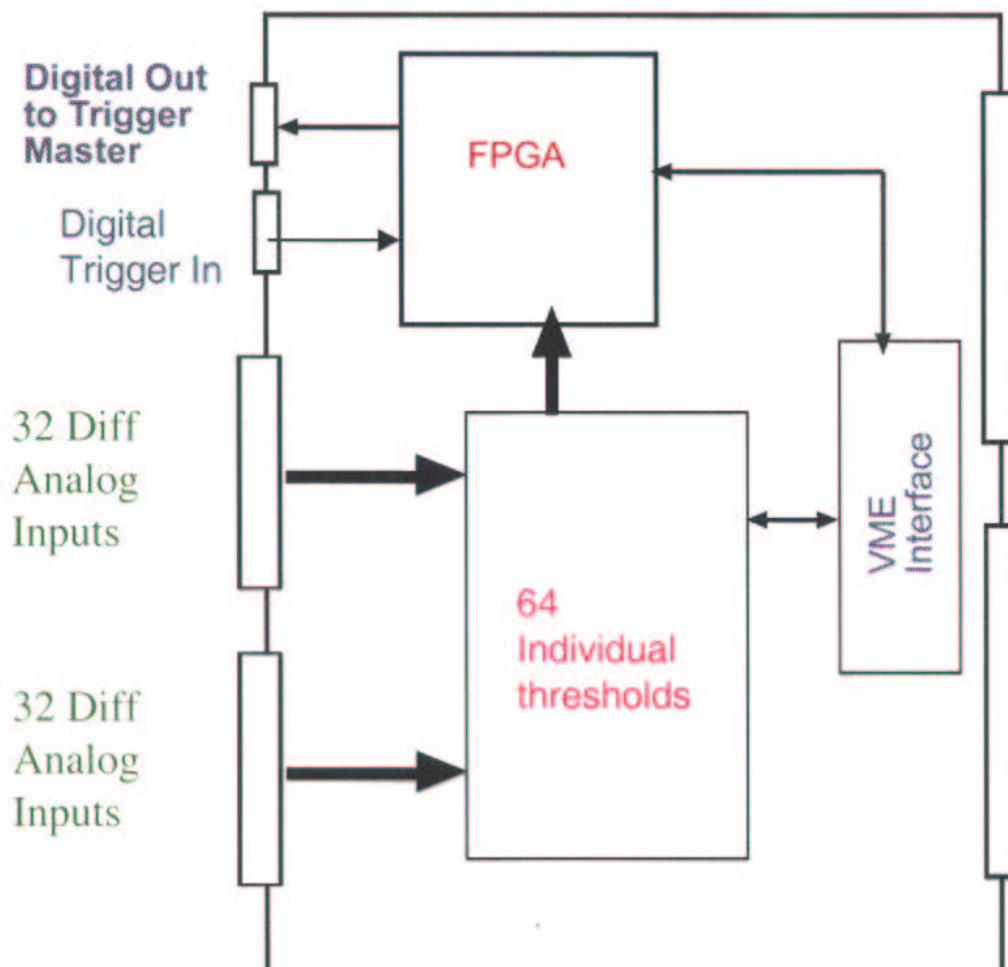 Digital Out
to Trigger
Master
FPGA
Digital
Trigger In
32 Diff
Analog
Inputs
VME
Interface
64
Individual
thresholds
32 Diff
Analog
Inputs